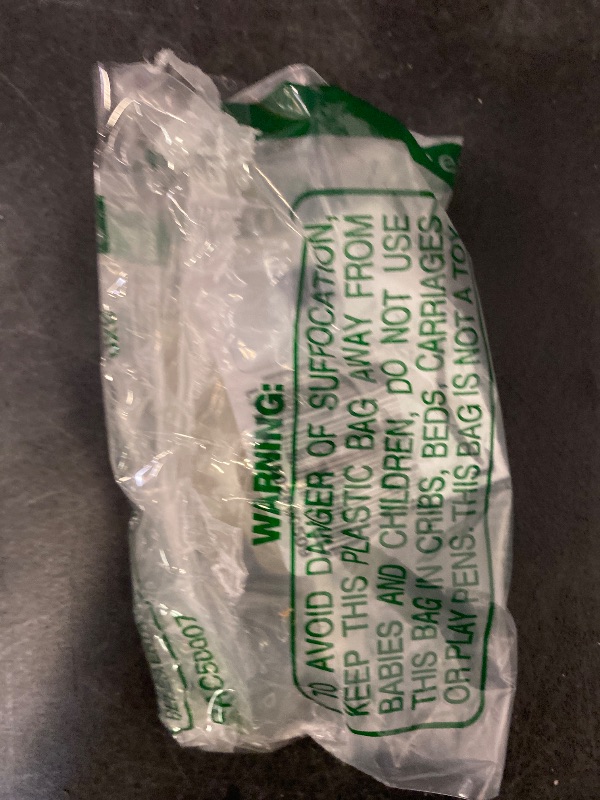 WARNING:
TO AVOID DANGER OF SUFFOCATION,
KEEP THIS PLASTIC BAG AWAY FROM
BABIES AND CHILDREN, DO NOT USE
THIS BAG IN CRIBS, BEDS, CARRIAGES
OR PLAY PENS. THIS BAG IS NOT A TOY